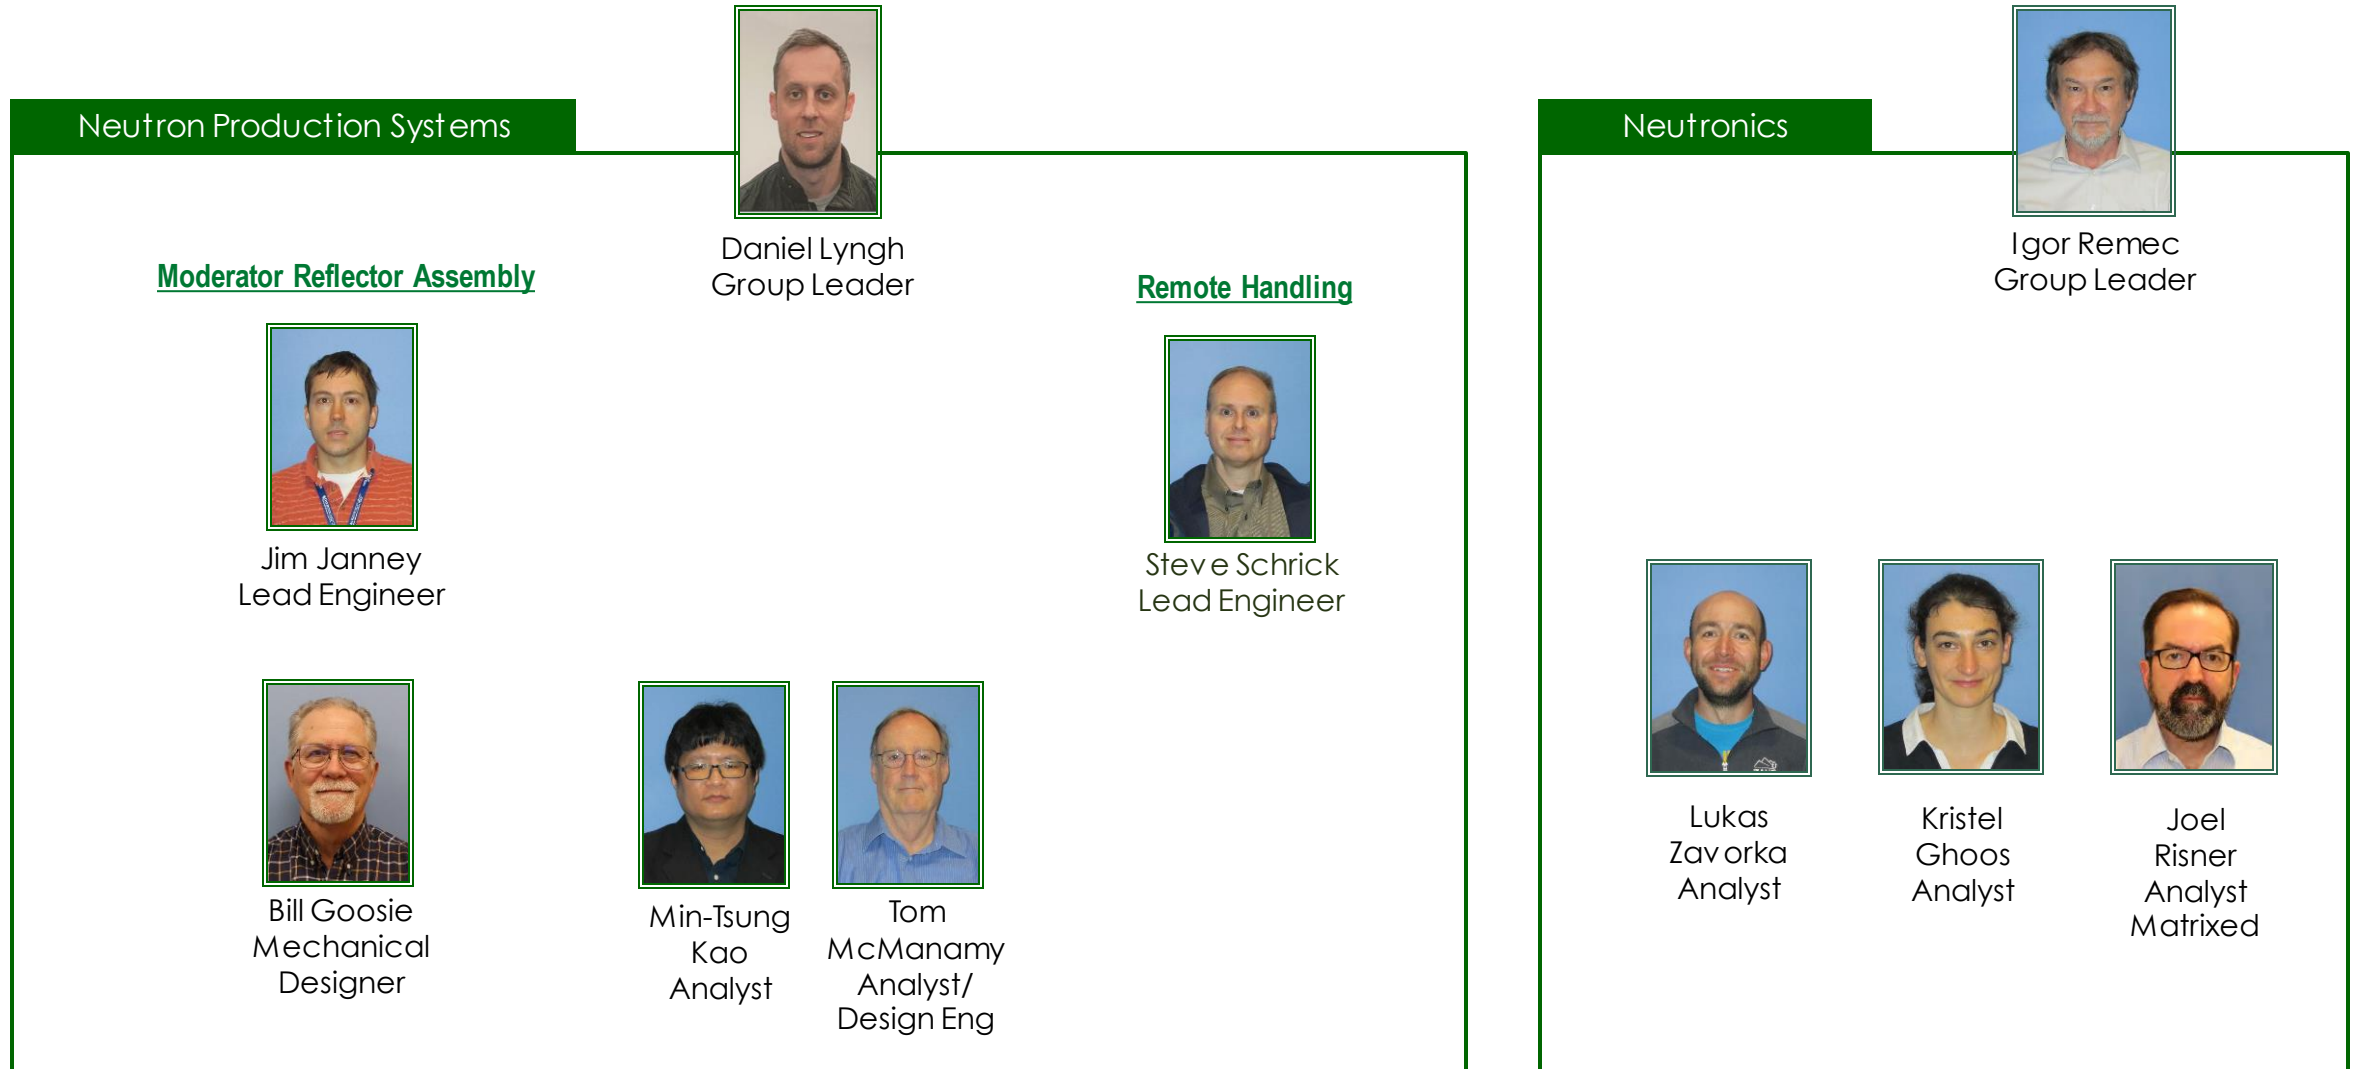 Neutron Production Systems
Daniel Lyngh
Group Leader
Moderator Reflector Assembly
Remote Handling
Jim Janney
Lead Engineer
Steve Schrick
Lead Engineer
Bill Goosie
Mechanical
Designer
Min-Tsung
Kao
Analyst
Tom
McManamy
Analyst/
Design Eng
Neutronics
Igor Remec
Group Leader
Lukas
Zavorka
Analyst
Kristel
Ghoos
Analyst
Joel
Risner
Analyst
Matrixed